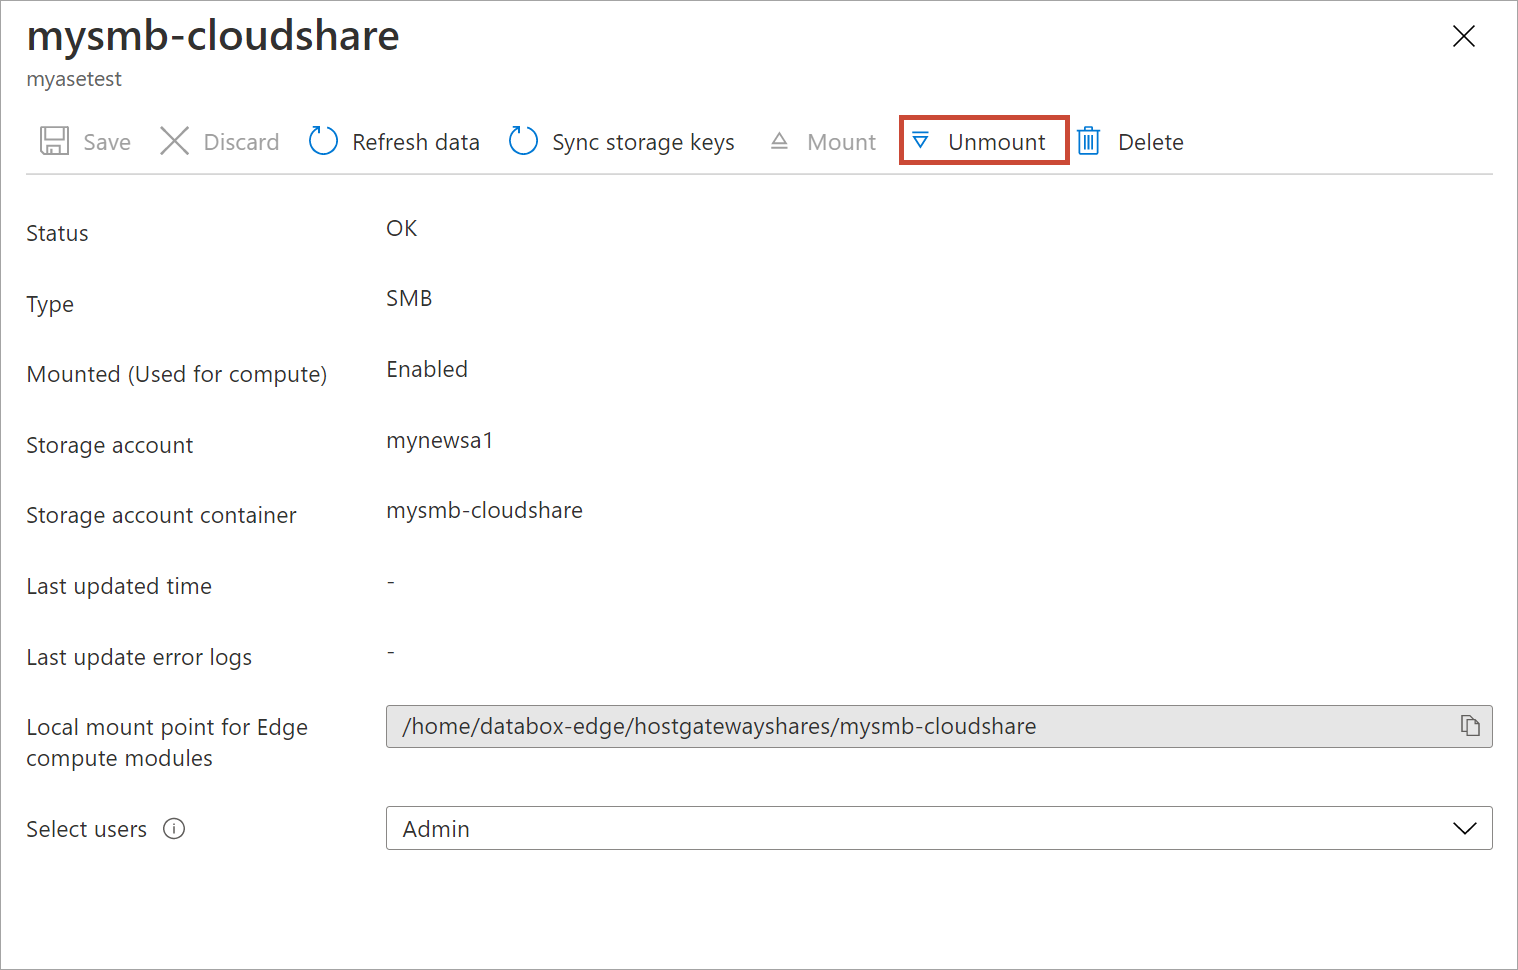 mysmb-cloudshare
myasetest
Save Discard Refresh data Sync storage keys Mount Unmount Delete
Status OK
Type SMB
Mounted (Used for compute) Enabled
Storage account mynewsa1
Storage account container mysmb-cloudshare
Last updated time -
Last update error logs -
Local mount point for Edge /home/databox-edge/hostgatewayshares/mysmb-cloudshare
compute modules
Select users Admin